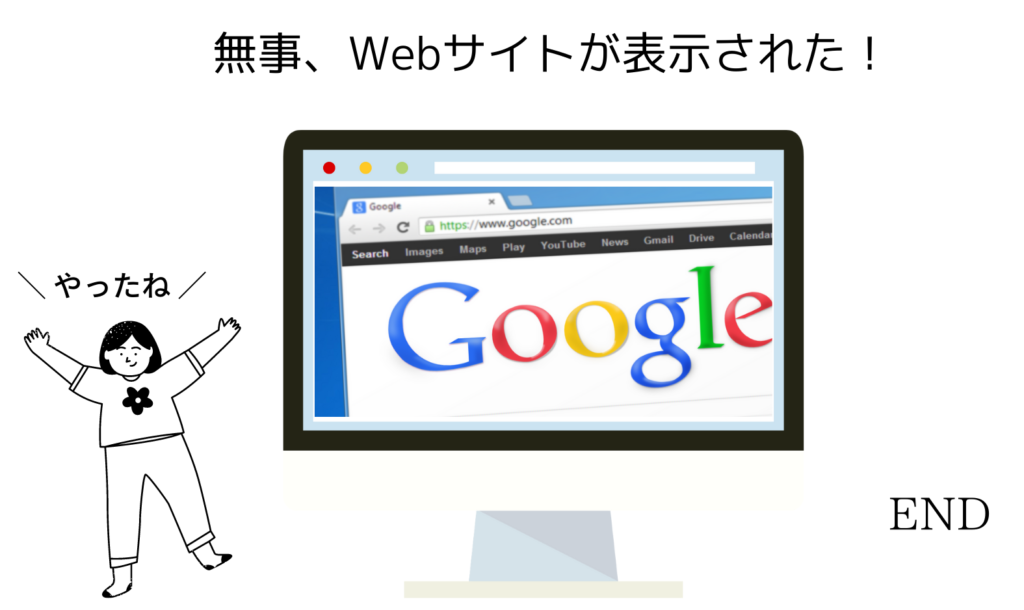 無事、Webサイトが表示された！
Google
https://www.google.com
Search Images Maps Play YouTube News Gmail Drive Calendar
Google
＼ やったね ／
END